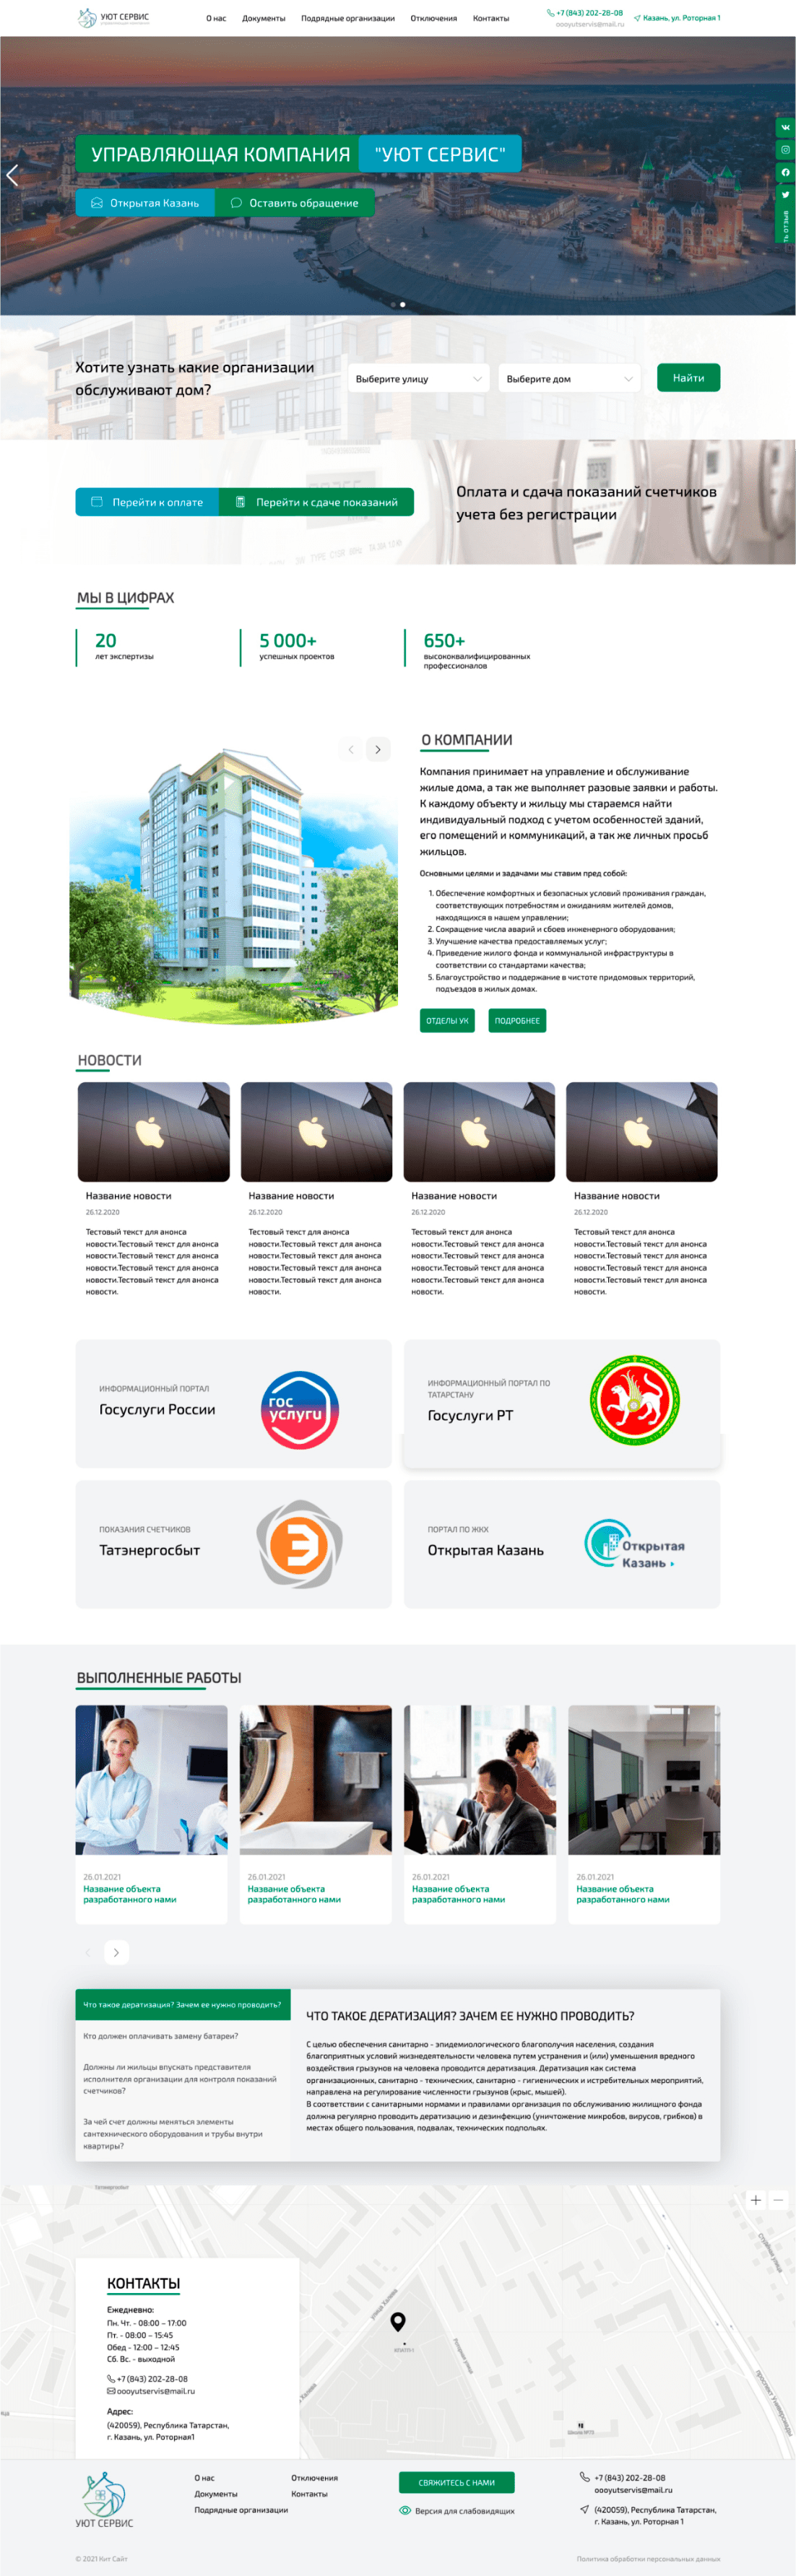 УЮТ СЕРВИС
О нас
Документы
Подрядные организации
Отключения
Контакты
+7 (843) 202-28-08
oooyutservis@mail.ru
Казань, ул. Роторная 1
УПРАВЛЯЮЩАЯ КОМПАНИЯ
"УЮТ СЕРВИС"
Открытая Казань
Оставить обращение
ть отзыв
Хотите узнать какие организации
обслуживают дом?
Выберите улицу
Выберите дом
Найти
Перейти к оплате
Перейти к сдаче показаний
Оплата и сдача показаний счетчиков
учета без регистрации
МЫ В ЦИФРАХ
20
лет экспертизы
5 000+
успешных проектов
650+
высококвалифицированных
профессионалов
О КОМПАНИИ
Компания принимает на управление и обслуживание
жилые дома, а так же выполняет разовые заявки и работы.
К каждому объекту и жильцу мы стараемся найти
индивидуальный подход с учетом особенностей зданий,
его помещений и коммуникаций, а так же личных просьб
жильцов.
Основными целями и задачами мы ставим пред собой:
1. Обеспечение комфортных и безопасных условий проживания граждан,
соответствующих потребностям и ожиданиям жителей домов,
находящихся в нашем управлении;
2. Сокращение числа аварий и сбоев инженерного оборудования;
3. Улучшение качества предоставляемых услуг;
4. Приведение жилого фонда и коммунальной инфраструктуры в
соответствии со стандартами качества;
5. Благоустройство и поддержание в чистоте придомовых территорий,
подъездов в жилых домах.
ОТДЕЛЫ УК
ПОДРОБНЕЕ
НОВОСТИ
Название новости
26.12.2020
Тестовый текст для анонса
новости.Тестовый текст для анонса
новости.Тестовый текст для анонса
новости.Тестовый текст для анонса
новости.Тестовый текст для анонса
новости.
Название новости
26.12.2020
Тестовый текст для анонса
новости.Тестовый текст для анонса
новости.Тестовый текст для анонса
новости.Тестовый текст для анонса
новости.Тестовый текст для анонса
новости.
Название новости
26.12.2020
Тестовый текст для анонса
новости.Тестовый текст для анонса
новости.Тестовый текст для анонса
новости.Тестовый текст для анонса
новости.Тестовый текст для анонса
новости.
Название новости
26.12.2020
Тестовый текст для анонса
новости.Тестовый текст для анонса
новости.Тестовый текст для анонса
новости.Тестовый текст для анонса
новости.Тестовый текст для анонса
новости.
ИНФОРМАЦИОННЫЙ ПОРТАЛ
Госуслуги России
гос
услуги
ИНФОРМАЦИОННЫЙ ПОРТАЛ ПО
ТАТАРСТАНУ
Госуслуги РТ
ПОКАЗАНИЯ СЧЕТЧИКОВ
Татэнергосбыт
Э
ПОРТАЛ ПО ЖКХ
Открытая Казань
Открытая
Казань
ВЫПОЛНЕННЫЕ РАБОТЫ
26.01.2021
Название объекта
разработанного нами
26.01.2021
Название объекта
разработанного нами
26.01.2021
Название объекта
разработанного нами
26.01.2021
Название объекта
разработанного нами
Что такое дератизация? Зачем ее нужно проводить?
Кто должен оплачивать замену батареи?
Должны ли жильцы впускать представителя
исполнителя организации для контроля показаний
счетчиков?
За чей счет должны меняться элементы
сантехнического оборудования и трубы внутри
квартиры?
ЧТО ТАКОЕ ДЕРАТИЗАЦИЯ? ЗАЧЕМ ЕЕ НУЖНО ПРОВОДИТЬ?
С целью обеспечения санитарно - эпидемиологического благополучия населения, создания
благоприятных условий жизнедеятельности человека путем устранения и (или) уменьшения вредного
воздействия грызунов на человека проводится дератизация. Дератизация как система
организационных, санитарно - технических, санитарно - гигиенических и истребительных мероприятий,
направлена на регулирование численности грызунов (крыс, мышей).
В соответствии с санитарными нормами и правилами организация по обслуживанию жилищного фонда
должна регулярно проводить дератизацию и дезинфекцию (уничтожение микробов, вирусов, грибков) в
местах общего пользования, подвалах, технических подпольях.
КОНТАКТЫ
Ежедневно:
Пн. Чт. - 08:00 – 17:00
Пт. - 08:00 – 15:45
Обед - 12:00 – 12:45
Сб. Вс. - выходной
+7 (843) 202-28-08
oooyutservis@mail.ru
Адрес:
(420059), Республика Татарстан,
г. Казань, ул. Роторная1
УЮТ СЕРВИС
О нас
Документы
Подрядные организации
Отключения
Контакты
СВЯЖИТЕСЬ С НАМИ
Версия для слабовидящих
+7 (843) 202-28-08
oooyutservis@mail.ru
(420059), Республика Татарстан,
г. Казань, ул. Роторная 1
© 2021 Кит Сайт
Политика обработки персональных данных